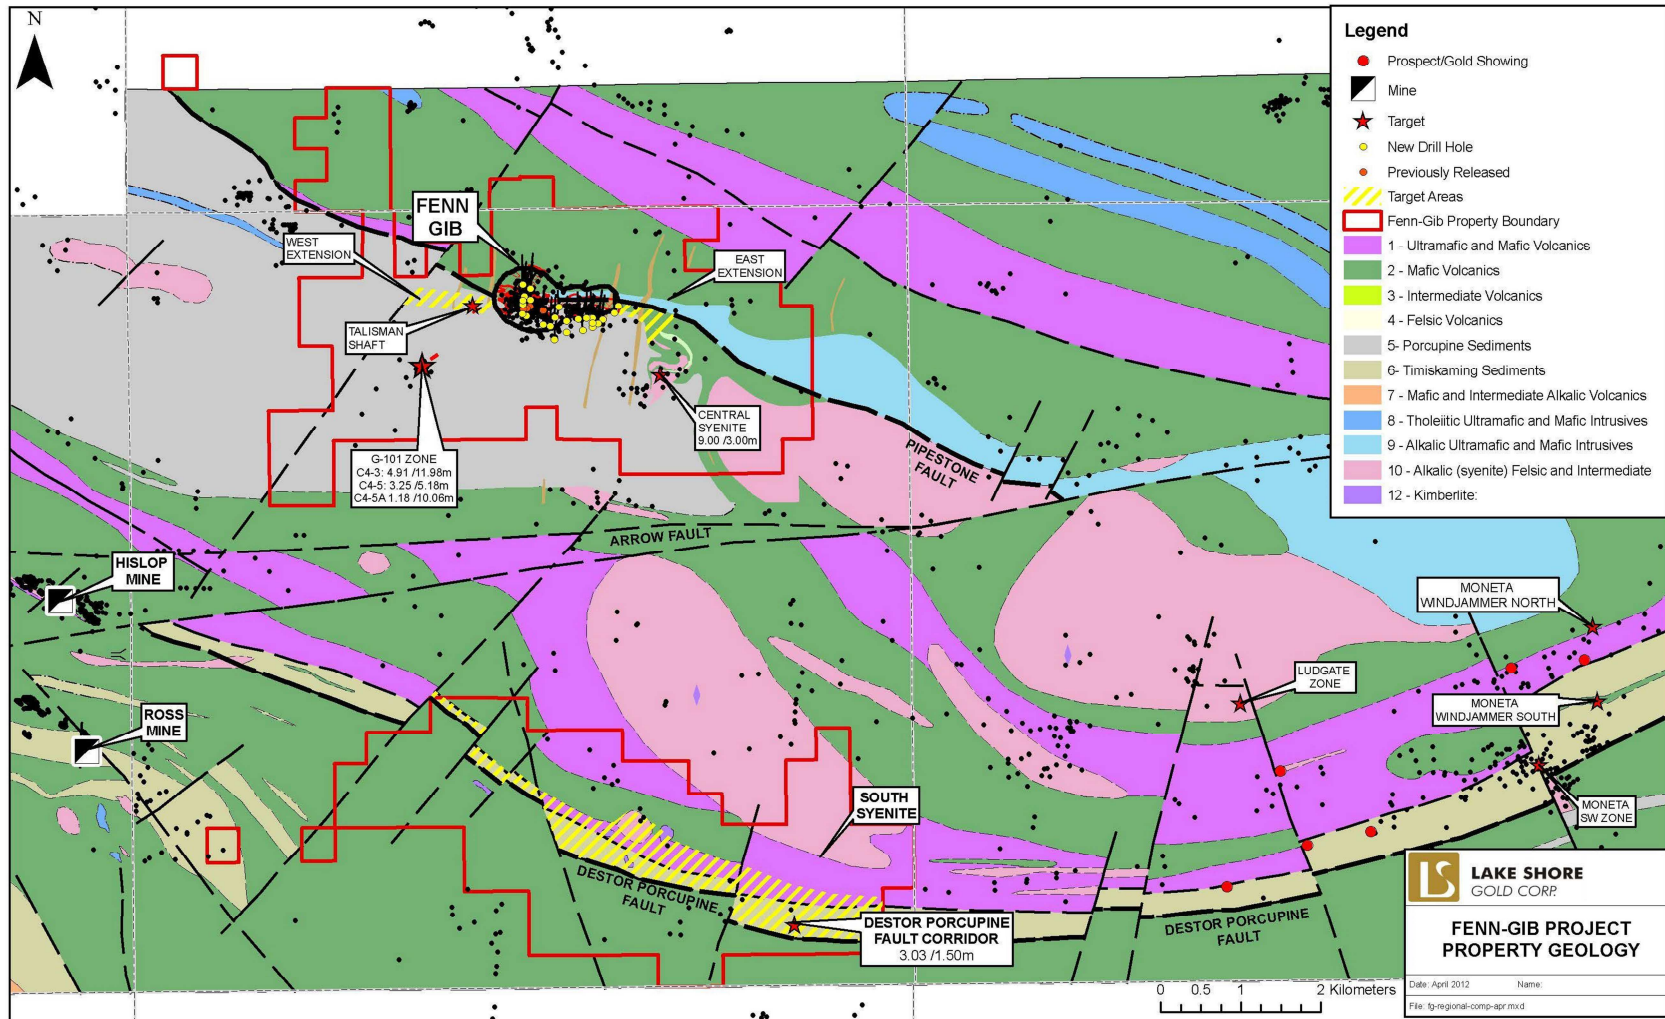 N
FENN
GIB
WEST
EXTENSION
EAST
EXTENSION
TALISMAN
SHAFT
CENTRAL
SYENITE
9.00 /3.00m
G-101 ZONE
C4-3: 4.91 /11.98m
C4-5: 3.25 /5.18m
C4-5A 1.18 /10.06m
PIPESTONE
FAULT
ARROW FAULT
HISLOP
MINE
ROSS
MINE
MONETA
WINDJAMMER NORTH
LUDGATE
ZONE
MONETA
WINDJAMMER SOUTH
MONETA
SW ZONE
SOUTH
SYENITE
DESTOR PORCUPINE
FAULT
DESTOR PORCUPINE
FAULT CORRIDOR
3.03 /1.50m
DESTOR PORCUPINE
FAULT
0 0.5 1 2 Kilometers
Legend
Prospect/Gold Showing
Mine
Target
New Drill Hole
Previously Released
Target Areas
Fenn-Gib Property Boundary
1 - Ultramafic and Mafic Volcanics
2 - Mafic Volcanics
3 - Intermediate Volcanics
4 - Felsic Volcanics
5- Porcupine Sediments
6- Timiskaming Sediments
7 - Mafic and Intermediate Alkalic Volcanics
8 - Tholeiitic Ultramafic and Mafic Intrusives
9 - Alkalic Ultramafic and Mafic Intrusives
10 - Alkalic (syenite) Felsic and Intermediate
12 - Kimberlite:
LS
LAKE SHORE
GOLD CORP.
FENN-GIB PROJECT
PROPERTY GEOLOGY
Date: April 2012 Name:
File: fg-regional-comp-apr.mxd